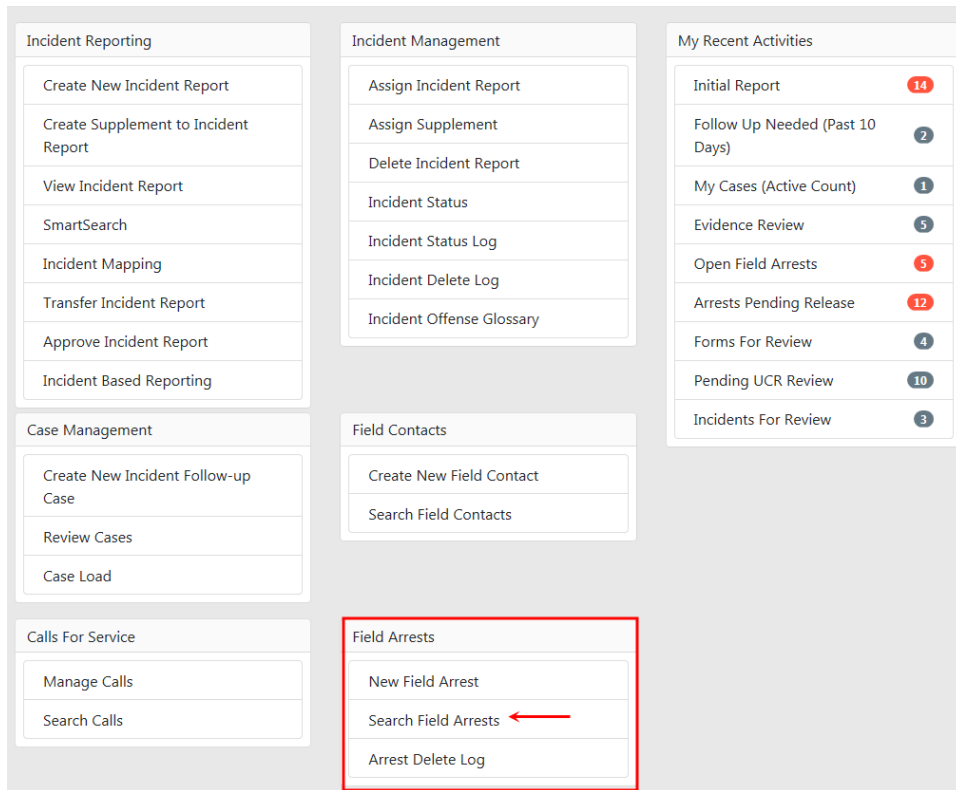 Incident Reporting
Create New Incident Report
Create Supplement to Incident
Report
View Incident Report
SmartSearch
Incident Mapping
Transfer Incident Report
Approve Incident Report
Incident Based Reporting
Incident Management
Assign Incident Report
Assign Supplement
Delete Incident Report
Incident Status
Incident Status Log
Incident Delete Log
Incident Offense Glossary
My Recent Activities
Initial Report 14
Follow Up Needed (Past 10
Days) 2
My Cases (Active Count) 1
Evidence Review 5
Open Field Arrests 5
Arrests Pending Release 12
Forms For Review 4
Pending UCR Review 10
Incidents For Review 3
Case Management
Create New Incident Follow-up
Case
Review Cases
Case Load
Field Contacts
Create New Field Contact
Search Field Contacts
Calls For Service
Manage Calls
Search Calls
Field Arrests
New Field Arrest
Search Field Arrests
Arrest Delete Log